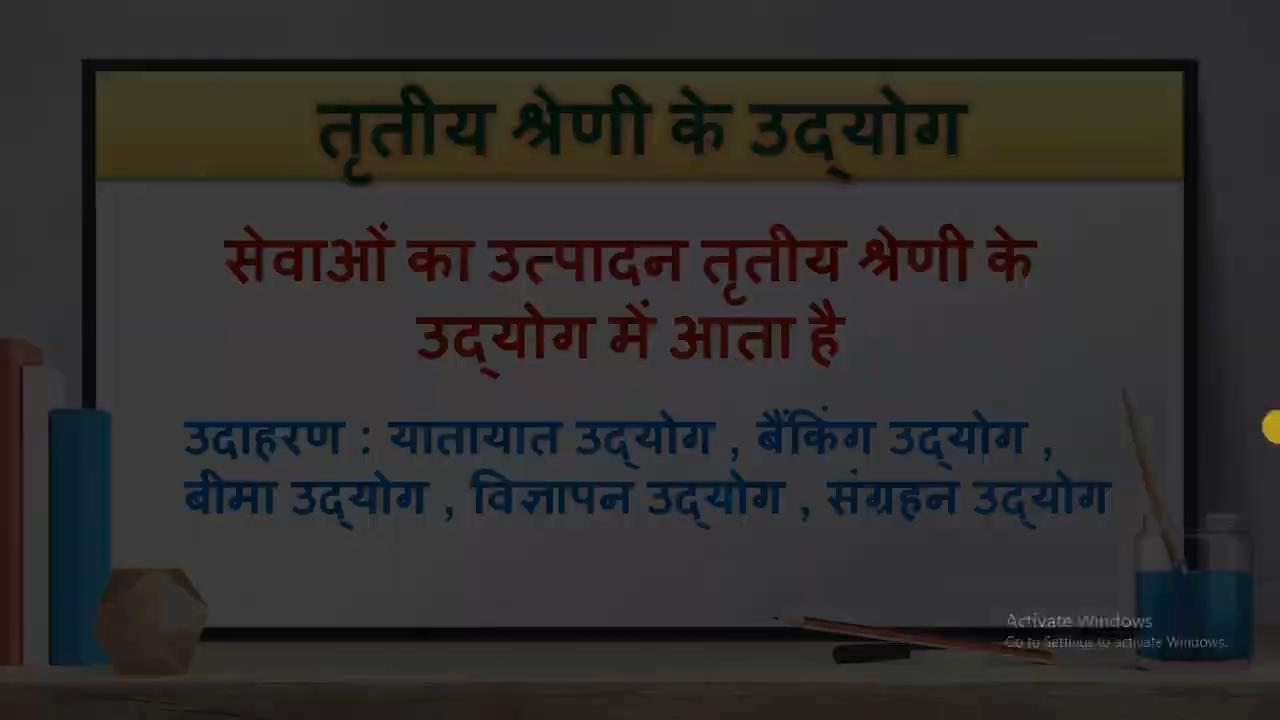 तृतीय श्रेणी के उद्योग
सेवाओं का उत्पादन तृतीय श्रेणी के
उद्योग में आता है
उदाहरण : यातायात उद्योग , बैंकिंग उद्योग ,
बीमा उद्योग , विज्ञापन उद्योग , संग्रहन उद्योग
Activate Windows
Go to Settings to activate Windows.